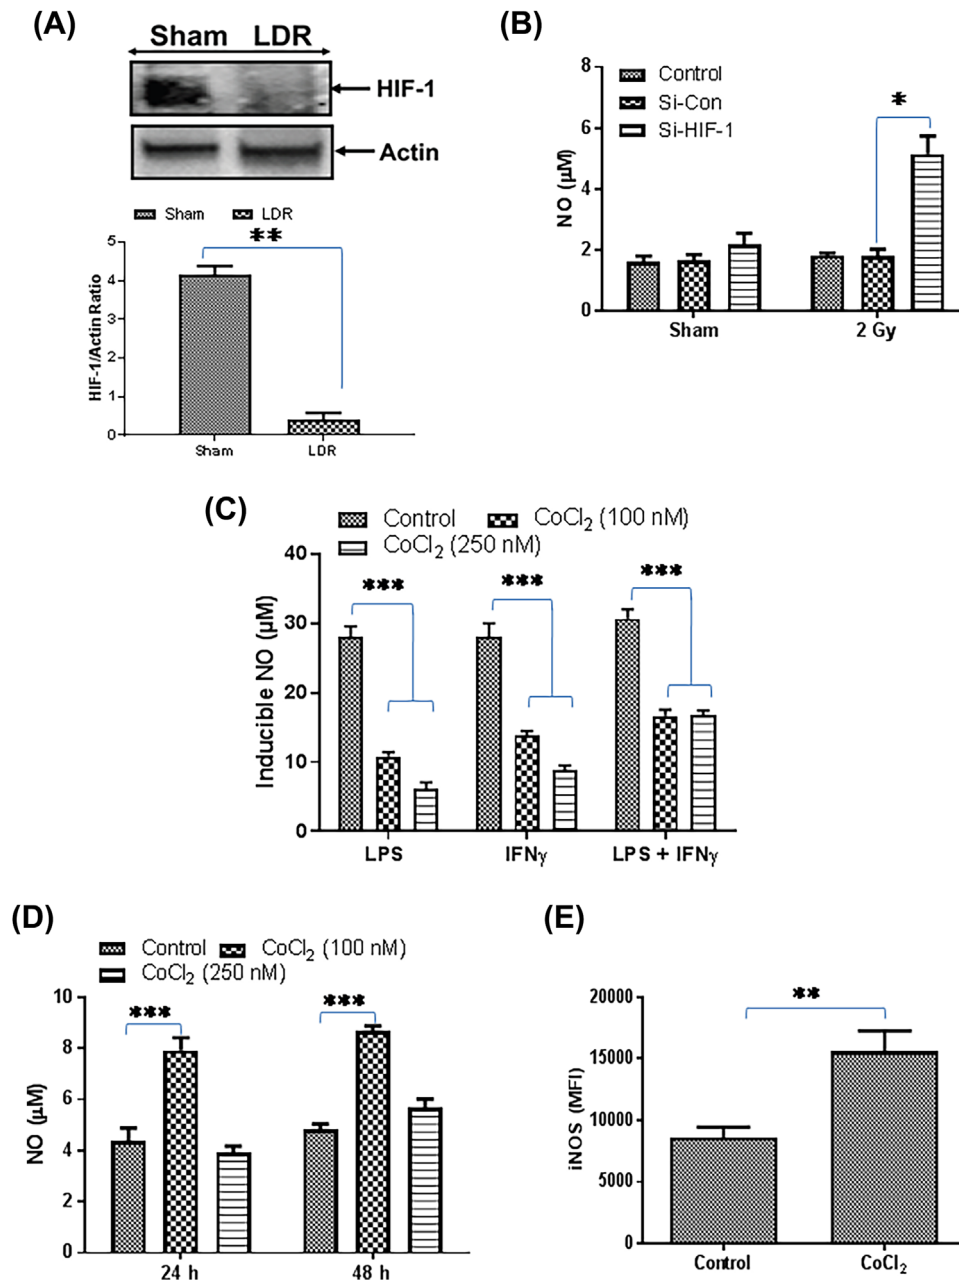 (A)
Sham LDR
HIF-1
Actin
Sham LDR
**
HIF-1/Actin Ratio
5
4
3
2
1
0
Sham LDR
(B)
Control
Si-Con
Si-HIF-1
*
NO (µM)
8
6
4
2
0
Sham 2 Gy
(C)
Control CoCl₂ (100 nM)
CoCl₂ (250 nM)
*** *** ***
Inducible NO (µM)
40
30
20
10
0
LPS IFNγ LPS + IFNγ
(D)
Control CoCl₂ (100 nM)
CoCl₂ (250 nM)
*** ***
NO (µM)
10
8
6
4
2
0
24 h 48 h
(E)
**
iNOS (MFI)
20000
15000
10000
5000
0
Control CoCl₂